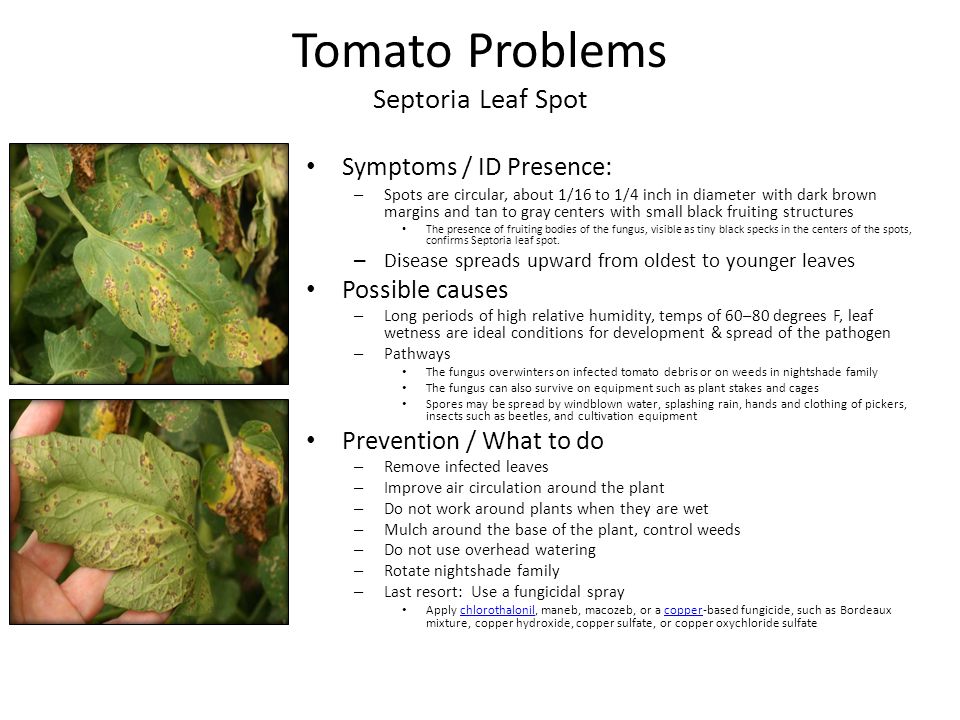 Tomato Problems
Septoria Leaf Spot
• Symptoms / ID Presence:
– Spots are circular, about 1/16 to 1/4 inch in diameter with dark brown
margins and tan to gray centers with small black fruiting structures
• The presence of fruiting bodies of the fungus, visible as tiny black specks in the centers of the spots,
confirms Septoria leaf spot.
– Disease spreads upward from oldest to younger leaves
• Possible causes
– Long periods of high relative humidity, temps of 60–80 degrees F, leaf
wetness are ideal conditions for development & spread of the pathogen
– Pathways
• The fungus overwinters on infected tomato debris or on weeds in nightshade family
• The fungus can also survive on equipment such as plant stakes and cages
• Spores may be spread by windblown water, splashing rain, hands and clothing of pickers,
insects such as beetles, and cultivation equipment
• Prevention / What to do
– Remove infected leaves
– Improve air circulation around the plant
– Do not work around plants when they are wet
– Mulch around the base of the plant, control weeds
– Do not use overhead watering
– Rotate nightshade family
– Last resort: Use a fungicidal spray
• Apply chlorothalonil, maneb, macozeb, or a copper-based fungicide, such as Bordeaux
mixture, copper hydroxide, copper sulfate, or copper oxychloride sulfate